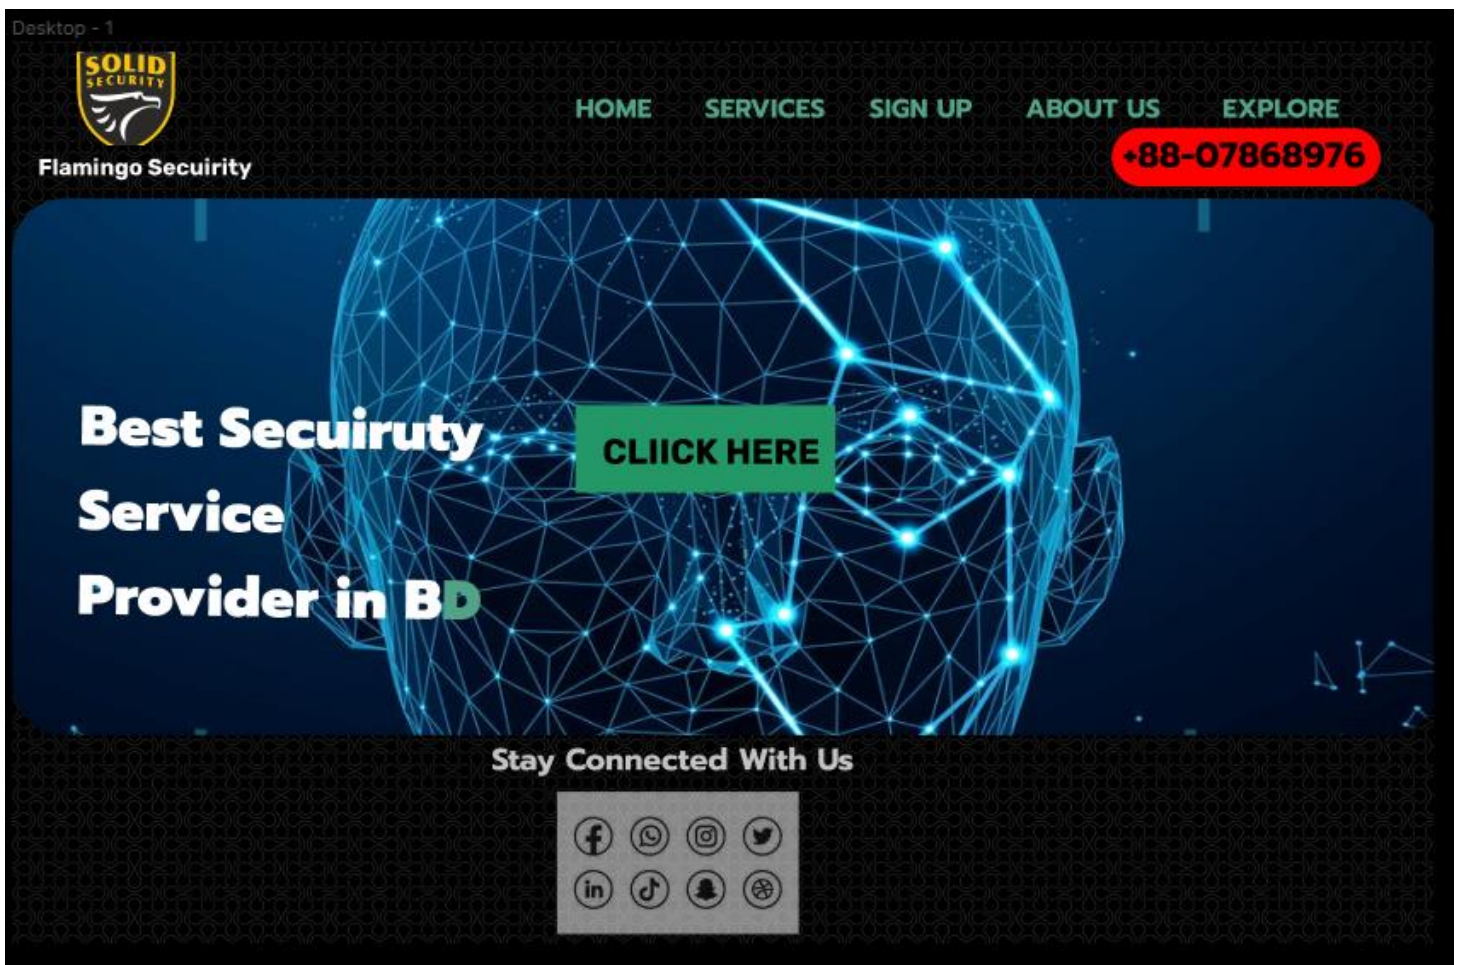 Desktop - 1
SOLID
SECURITY
Flamingo Secuirity
HOME SERVICES SIGN UP ABOUT US EXPLORE
+88-07868976
Best Secuiruty
Service
Provider in BD
CLIICK HERE
Stay Connected With Us
in